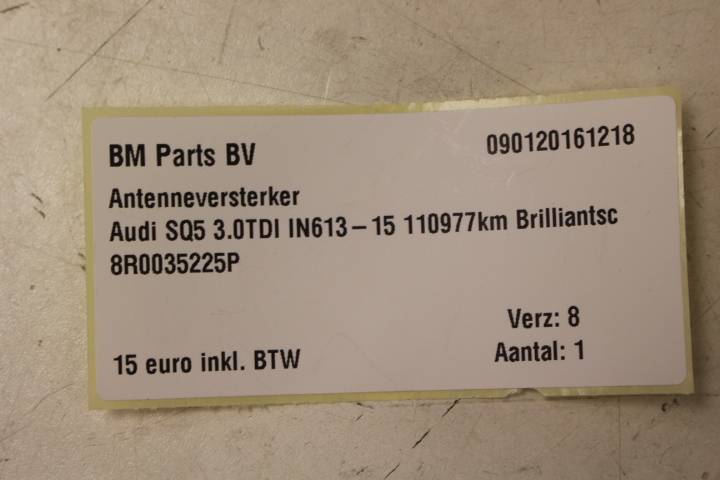 BM Parts BV 090120161218
Antenneversterker
Audi SQ5 3.0TDI IN613-15 110977km Brilliantsc
8R0035225P
Verz: 8
15 euro inkl. BTW Aantal: 1